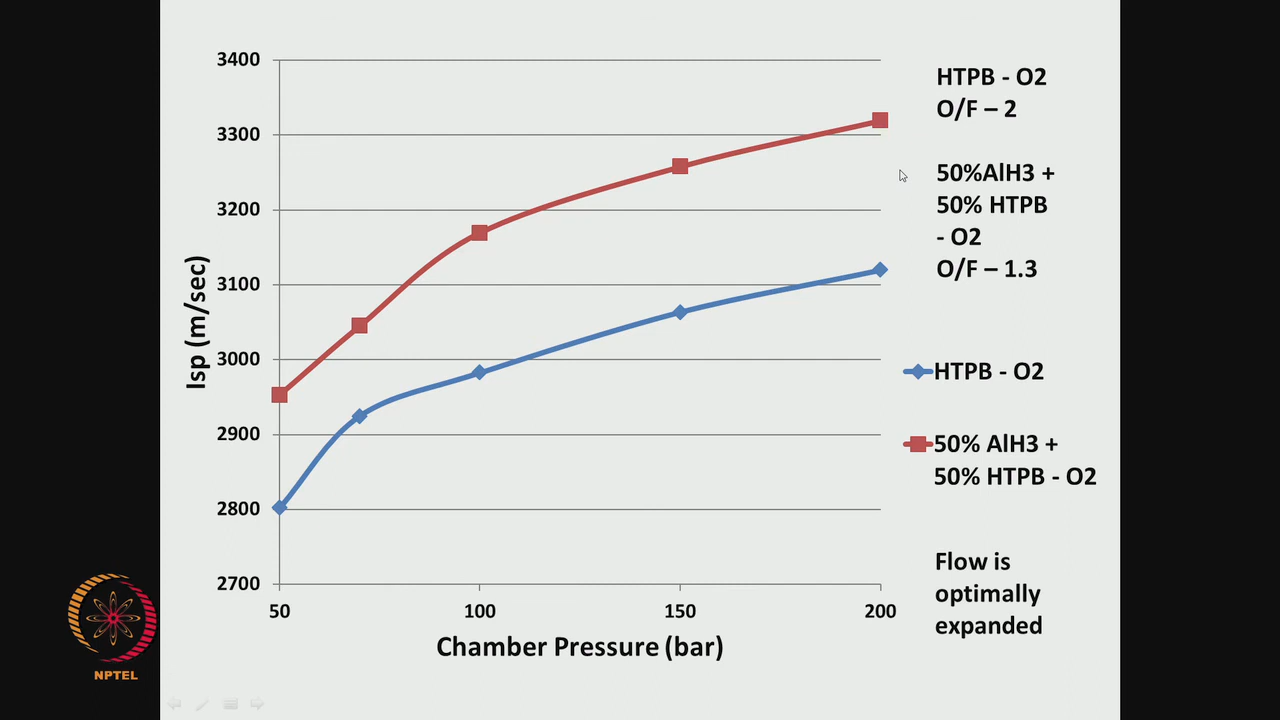 3400
3300
3200
3100
3000
2900
2800
2700
Isp (m/sec)
50
100
150
200
Chamber Pressure (bar)
HTPB - O2
O/F – 2
50%AlH3 +
50% HTPB
- O2
O/F – 1.3
HTPB - O2
50% AlH3 +
50% HTPB - O2
Flow is
optimally
expanded
NPTEL